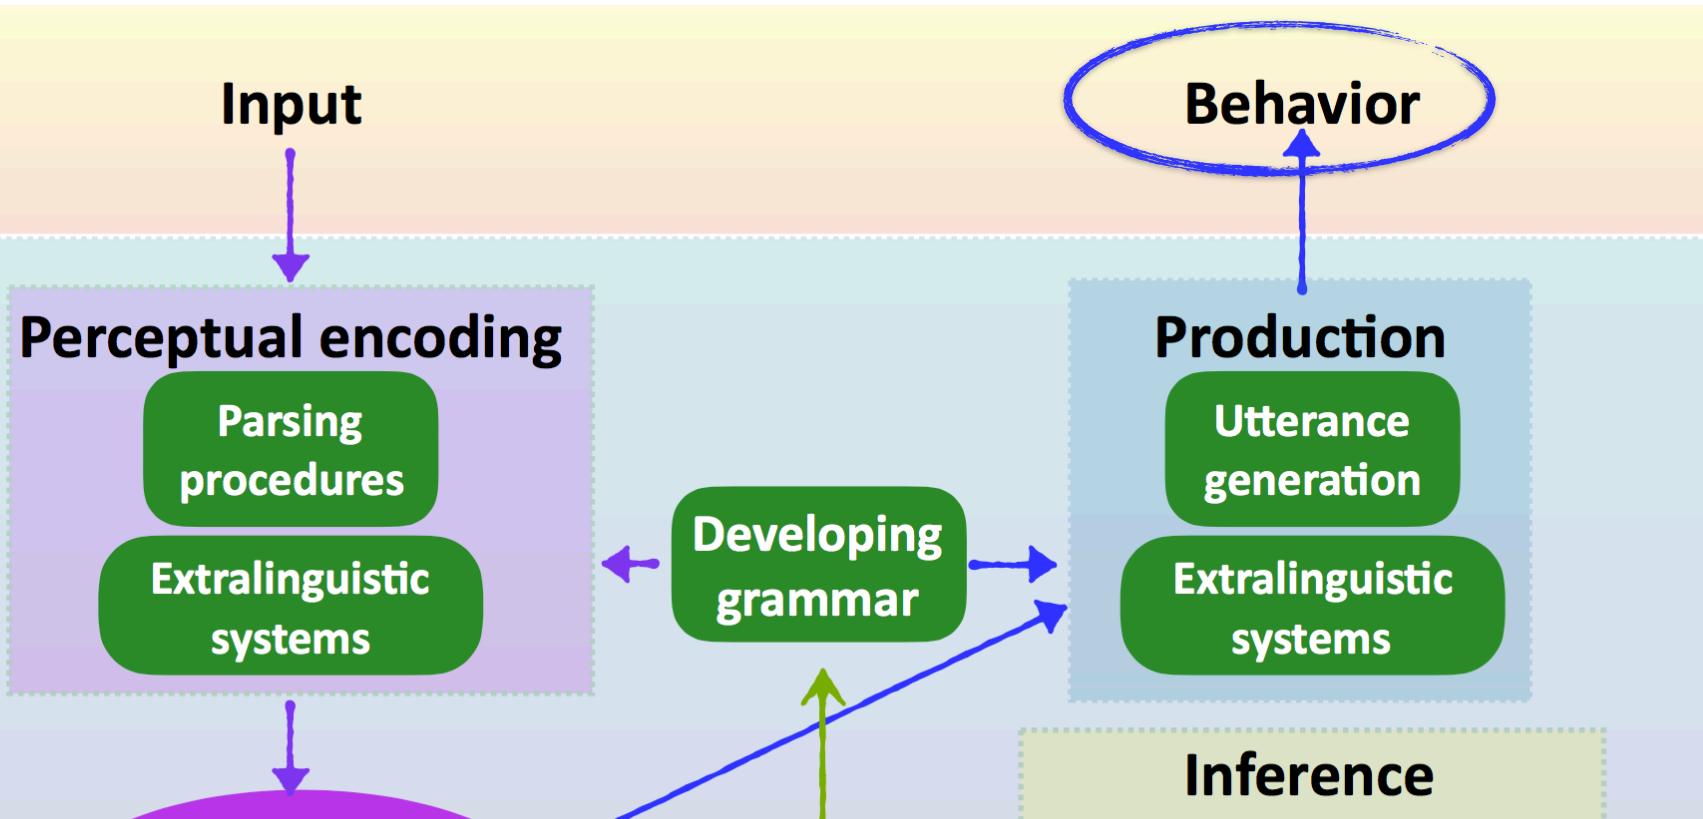 Input
Behavior
Perceptual encoding
Parsing
procedures
Extralinguistic
systems
Developing
grammar
Production
Utterance
generation
Extralinguistic
systems
Inference